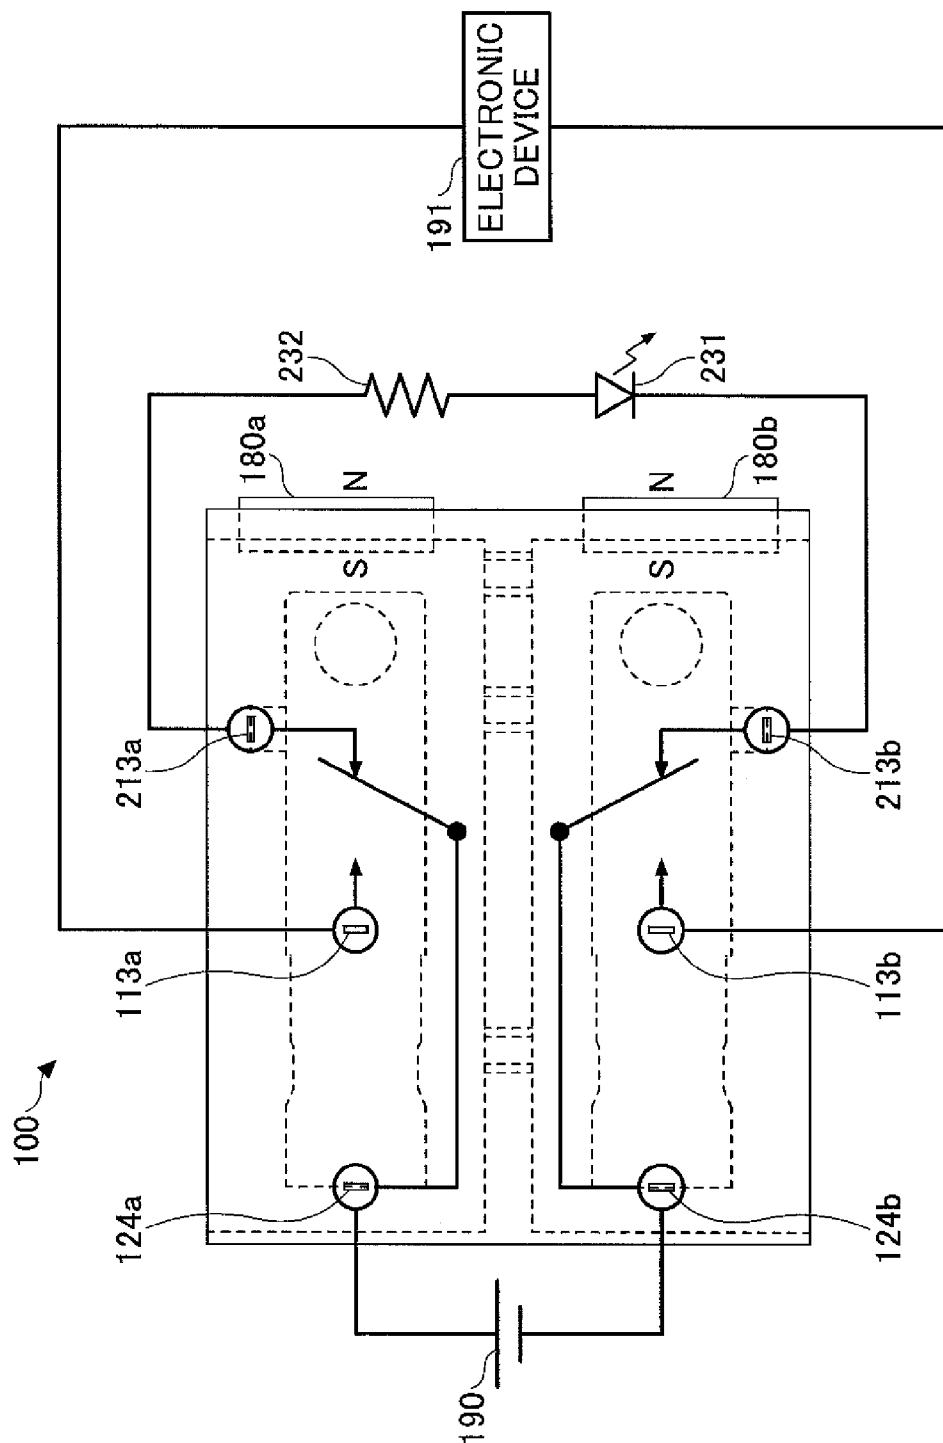 100
190
124a
124b
113a
113b
213a
213b
S
S
N
N
180a
180b
232
231
191
ELECTRONIC
DEVICE